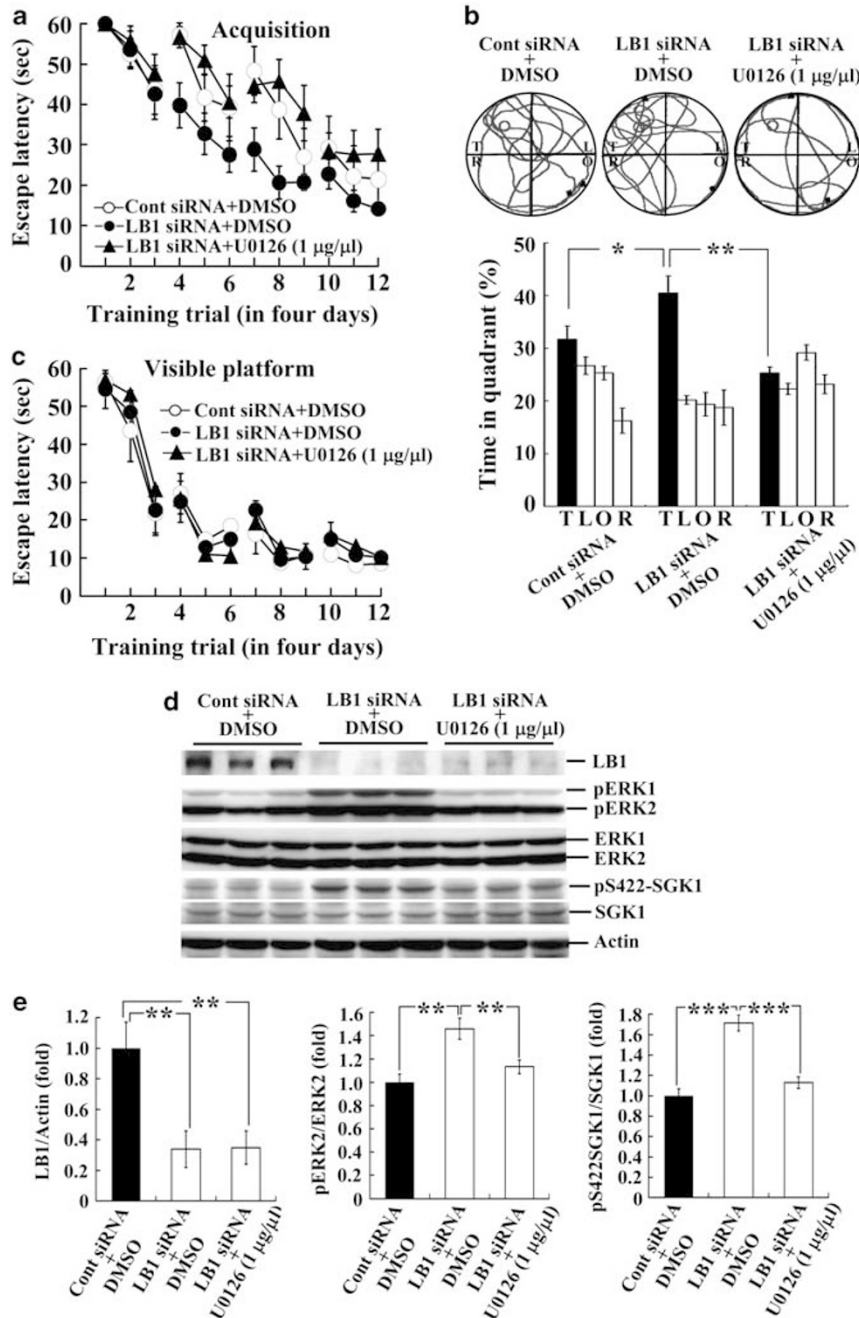 a
Acquisition
Escape latency (sec)
60
50
40
30
20
10
0
Cont siRNA+DMSO
LB1 siRNA+DMSO
LB1 siRNA+U0126 (1 µg/µl)
2 4 6 8 10 12
Training trial (in four days)
b
Cont siRNA
+
DMSO
LB1 siRNA
+
DMSO
LB1 siRNA
+
U0126 (1 µg/µl)
T L
R O
T L
R O
T L
R O
Time in quadrant (%)
50
40
30
20
10
0
*
**
T L O R T L O R T L O R
Cont siRNA
+
DMSO
LB1 siRNA
+
DMSO
LB1 siRNA
+
U0126 (1 µg/µl)
c
Visible platform
Escape latency (sec)
60
50
40
30
20
10
0
Cont siRNA+DMSO
LB1 siRNA+DMSO
LB1 siRNA+U0126 (1 µg/µl)
2 4 6 8 10 12
Training trial (in four days)
d
Cont siRNA
+
DMSO
LB1 siRNA
+
DMSO
LB1 siRNA
+
U0126 (1 µg/µl)
LB1
pERK1
pERK2
ERK1
ERK2
pS422-SGK1
SGK1
Actin
e
LB1/Actin (fold)
1.2
1.0
0.8
0.6
0.4
0.2
0
**
**
Cont siRNA
+
DMSO
LB1 siRNA
+
DMSO
LB1 siRNA
+
U0126 (1 µg/µl)
pERK2/ERK2 (fold)
1.6
1.4
1.2
1.0
0.8
0.6
0.4
0.2
0
**
**
Cont siRNA
+
DMSO
LB1 siRNA
+
DMSO
LB1 siRNA
+
U0126 (1 µg/µl)
pS422SGK1/SGK1 (fold)
1.8
1.6
1.4
1.2
1.0
0.8
0.6
0.4
0.2
0
***
***
Cont siRNA
+
DMSO
LB1 siRNA
+
DMSO
LB1 siRNA
+
U0126 (1 µg/µl)